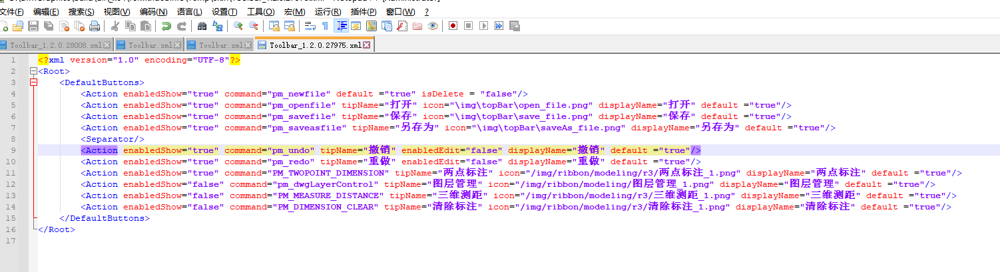 文件(F) 编辑(E) 搜索(S) 视图(V) 编码(N) 语言(L) 设置(T) 工具(O) 宏(M) 运行(R) 插件(P) 窗口(W) ?
Toolbar_1.2.0.28008.xml Toolbar.xml Toolbar.xml Toolbar_1.2.0.27975.xml
1 <?xml version="1.0" encoding="UTF-8"?>
2 <Root>
3 <DefaultButtons>
4 <Action enabledShow="true" command="pm_newfile" default ="true" isDelete = "false"/>
5 <Action enabledShow="true" command="pm_openfile" tipName="打开" icon="\img\topBar\open_file.png" displayName="打开" default ="true"/>
6 <Action enabledShow="true" command="pm_savefile" tipName="保存" icon="\img\topBar\save_file.png" displayName="保存" default ="true"/>
7 <Action enabledShow="true" command="pm_saveasfile" tipName="另存为" icon="\img\topBar\saveAs_file.png" displayName="另存为" default ="true"/>
8 <Separator/>
9 <Action enabledShow="true" command="pm_undo" tipName="撤销" enabledEdit="false" displayName="撤销" default ="true"/>
10 <Action enabledShow="true" command="pm_redo" tipName="重做" enabledEdit="false" displayName="重做" default ="true"/>
11 <Action enabledShow="true" command="PM_TWOPOINT_DIMENSION" tipName="两点标注" icon="/img/ribbon/modeling/r3/两点标注_1.png" displayName="两点标注" default ="true"/>
12 <Action enabledShow="false" command="pm_dwgLayerControl" tipName="图层管理" icon="/img/ribbon/modeling/图层管理_1.png" displayName="图层管理" default ="true"/>
13 <Action enabledShow="false" command="PM_MEASURE_DISTANCE" tipName="三维测距" icon="/img/ribbon/modeling/r3/三维测距_1.png" displayName="三维测距" default ="true"/>
14 <Action enabledShow="false" command="PM_DIMENSION_CLEAR" tipName="清除标注" icon="/img/ribbon/modeling/r3/清除标注_1.png" displayName="清除标注" default ="true"/>
15 </DefaultButtons>
16 </Root>
17